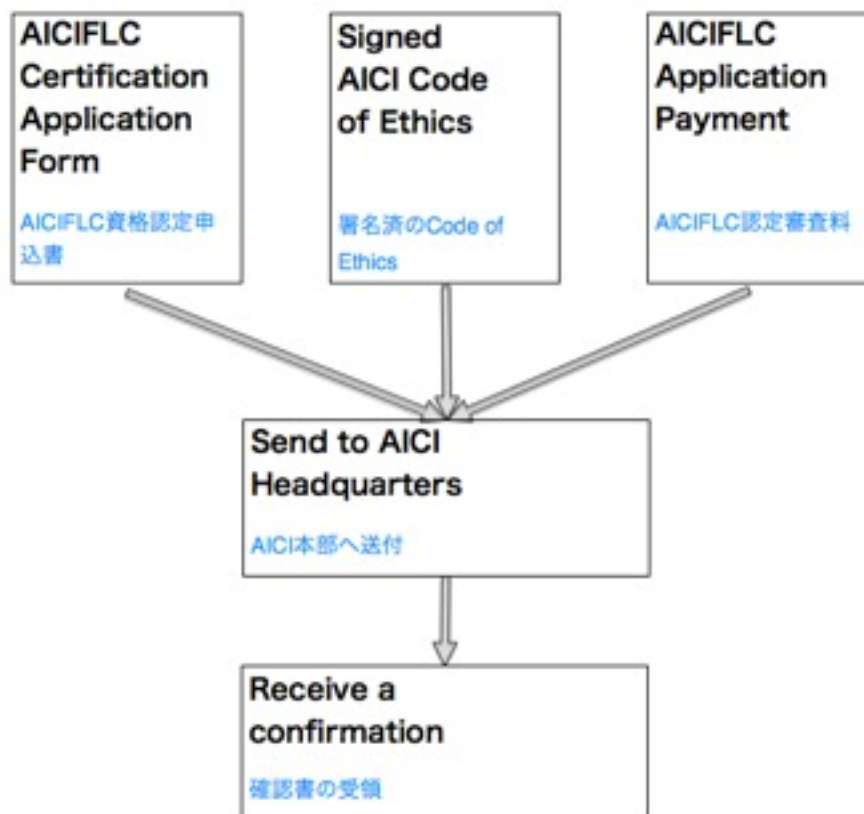 AICIFLC
Certification
Application
Form
AICIFLC資格認定申
込書
Signed
AICI Code
of Ethics
署名済のCode of
Ethics
AICIFLC
Application
Payment
AICIFLC認定審査料
Send to AICI
Headquarters
AICI本部へ送付
Receive a
confirmation
確認書の受領